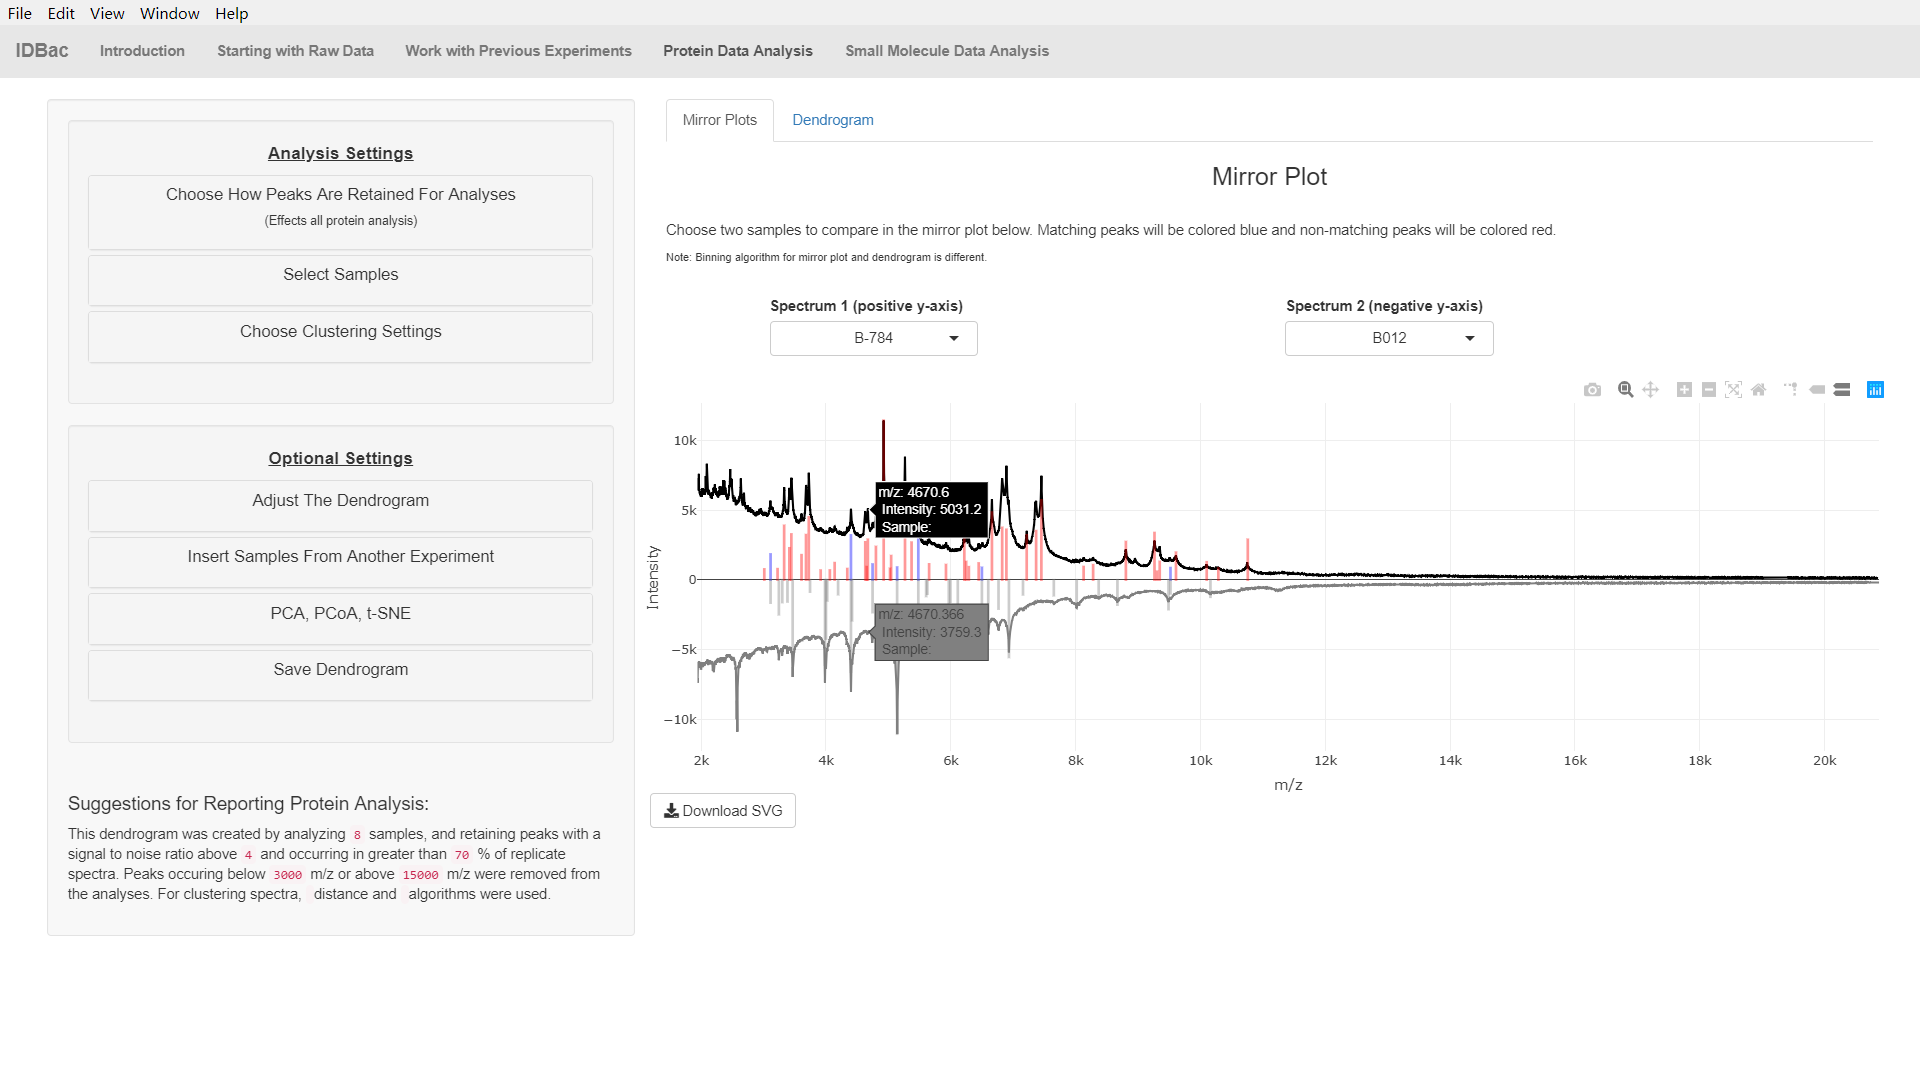 File Edit View Window Help
IDBac Introduction Starting with Raw Data Work with Previous Experiments Protein Data Analysis Small Molecule Data Analysis
Analysis Settings
Choose How Peaks Are Retained For Analyses
(Effects all protein analysis)
Select Samples
Choose Clustering Settings
Optional Settings
Adjust The Dendrogram
Insert Samples From Another Experiment
PCA, PCoA, t-SNE
Save Dendrogram
Suggestions for Reporting Protein Analysis:
This dendrogram was created by analyzing 8 samples, and retaining peaks with a
signal to noise ratio above 4 and occurring in greater than 70 % of replicate
spectra. Peaks occuring below 3000 m/z or above 15000 m/z were removed from
the analyses. For clustering spectra, distance and algorithms were used.
Mirror Plots Dendrogram
Mirror Plot
Choose two samples to compare in the mirror plot below. Matching peaks will be colored blue and non-matching peaks will be colored red.
Note: Binning algorithm for mirror plot and dendrogram is different.
Spectrum 1 (positive y-axis) Spectrum 2 (negative y-axis)
B-784 B012
10k
5k
0
−5k
−10k
Intensity
m/z: 4670.6
Intensity: 5031.2
Sample:
m/z: 4670.366
Intensity: 3759.3
Sample:
2k 4k 6k 8k 10k 12k 14k 16k 18k 20k
m/z
Download SVG